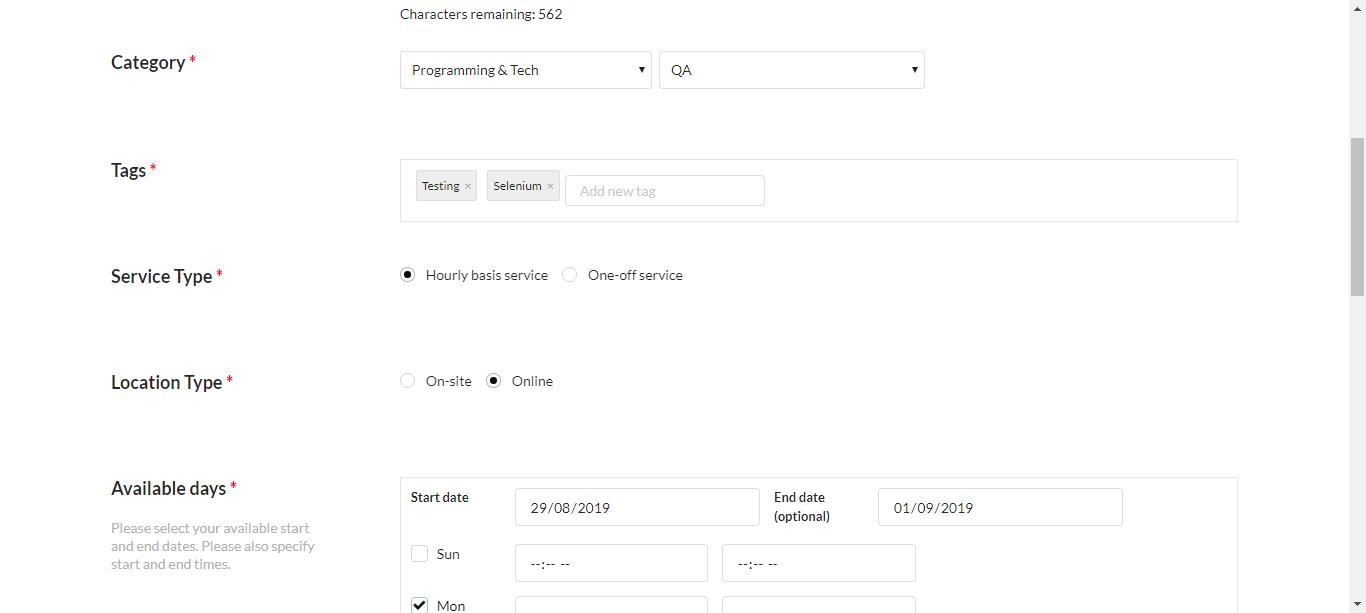 Characters remaining: 562
Category *
Programming & Tech
QA
Tags *
Testing ×
Selenium ×
Add new tag
Service Type *
Hourly basis service
One-off service
Location Type *
On-site
Online
Available days *
Please select your available start
and end dates. Please also specify
start and end times.
Start date
29/08/2019
End date
(optional)
01/09/2019
Sun
--:-- --
--:-- --
Mon